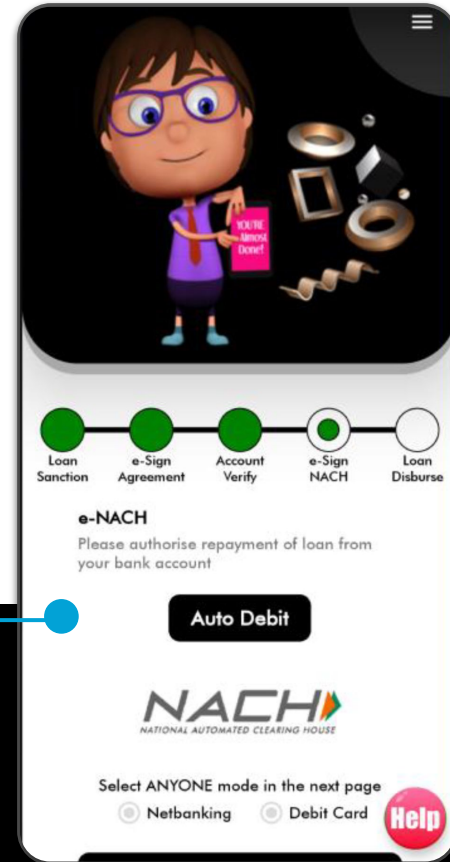 YOU'RE
Almost
Done!
Loan
Sanction
e-Sign
Agreement
Account
Verify
e-Sign
NACH
Loan
Disburse
e-NACH
Please authorise repayment of loan from
your bank account
Auto Debit
NACH
NATIONAL AUTOMATED CLEARING HOUSE
Select ANYONE mode in the next page
Netbanking
Debit Card
Help